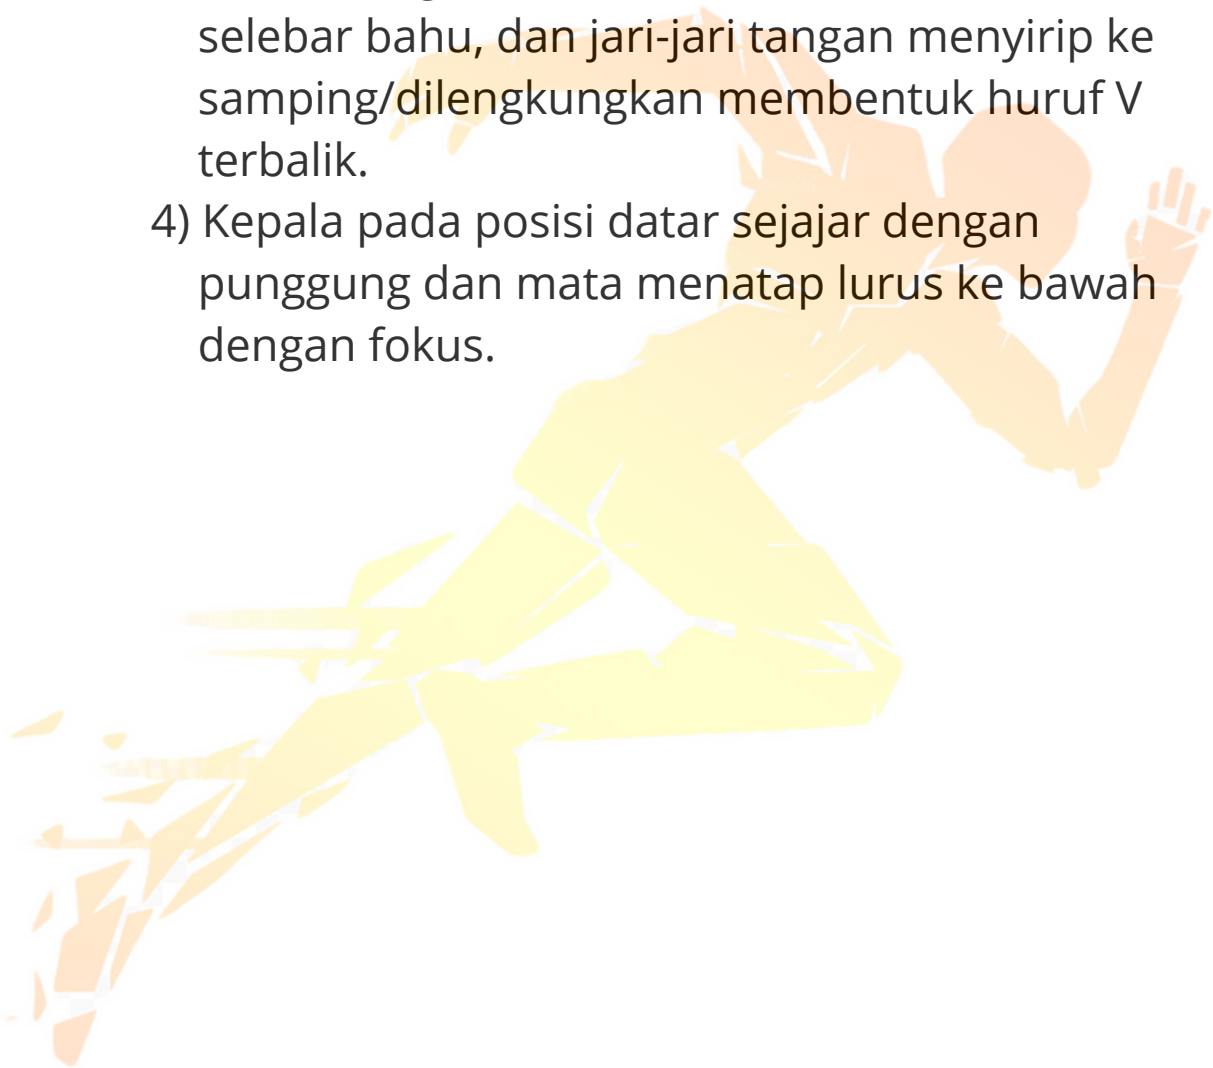 selebar bahu, dan jari-jari tangan menyirip ke
samping/dilengkungkan membentuk huruf V
terbalik.
4) Kepala pada posisi datar sejajar dengan
punggung dan mata menatap lurus ke bawah
dengan fokus.